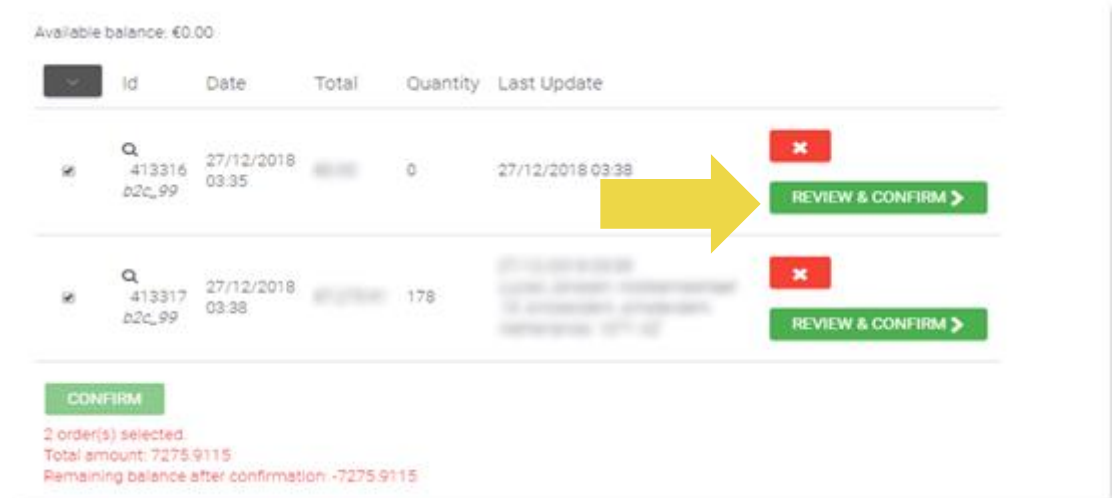 Available balance: €0.00
Id Date Total Quantity Last Update
413316
b2c_99
27/12/2018
03:35
0
27/12/2018 03:38
REVIEW & CONFIRM
413317
b2c_99
27/12/2018
03:38
178
REVIEW & CONFIRM
CONFIRM
2 order(s) selected.
Total amount: 7275.9115
Remaining balance after confirmation: -7275.9115